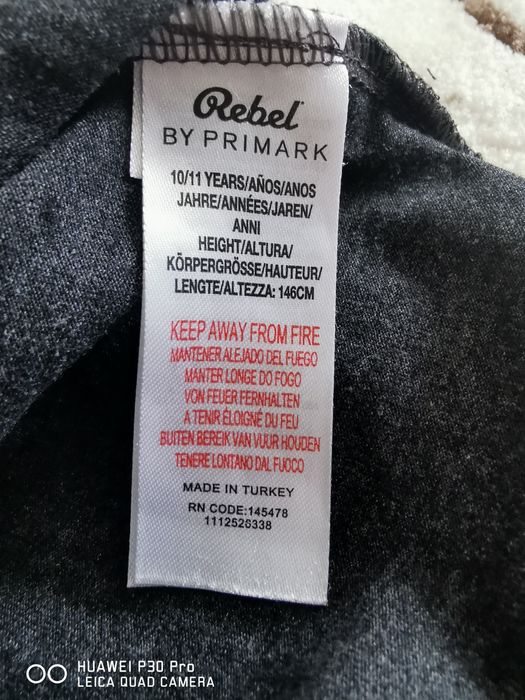 Rebel
BY PRIMARK
10/11 YEARS/AÑOS/ANOS
JAHRE/ANNÉES/JAREN/
ANNI
HEIGHT/ALTURA/
KÖRPERGRÖSSE/HAUTEUR/
LENGTE/ALTEZZA: 146CM
KEEP AWAY FROM FIRE
MANTENER ALEJADO DEL FUEGO
MANTER LONGE DO FOGO
VON FEUER FERNHALTEN
A TENIR ÉLOIGNÉ DU FEU
BUITEN BEREIK VAN VUUR HOUDEN
TENERE LONTANO DAL FUOCO
MADE IN TURKEY
RN CODE:145478
1112526338
HUAWEI P30 Pro
LEICA QUAD CAMERA